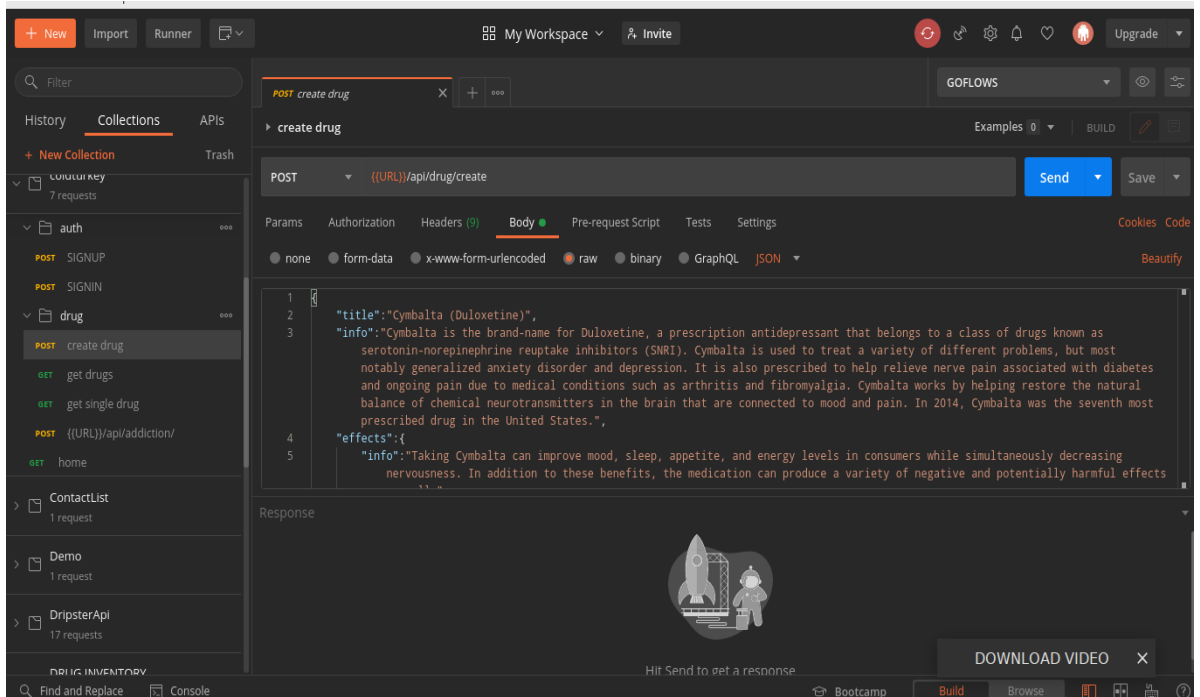 + New Import Runner My Workspace Invite Upgrade
Filter
History Collections APIs
+ New Collection Trash
coldturkey
7 requests
auth
POST SIGNUP
POST SIGNIN
drug
POST create drug
GET get drugs
GET get single drug
POST {{URL}}/api/addiction/
GET home
ContactList
1 request
Demo
1 request
DripsterApi
17 requests
DRUG INVENTORY
POST create drug
GOFLOWS
create drug
Examples 0 BUILD
POST {{URL}}/api/drug/create Send Save
Params Authorization Headers (9) Body Pre-request Script Tests Settings Cookies Code
none form-data x-www-form-urlencoded raw binary GraphQL JSON Beautify
1 {
2 "title":"Cymbalta (Duloxetine)",
3 "info":"Cymbalta is the brand-name for Duloxetine, a prescription antidepressant that belongs to a class of drugs known as
serotonin-norepinephrine reuptake inhibitors (SNRI). Cymbalta is used to treat a variety of different problems, but most
notably generalized anxiety disorder and depression. It is also prescribed to help relieve nerve pain associated with diabetes
and ongoing pain due to medical conditions such as arthritis and fibromyalgia. Cymbalta works by helping restore the natural
balance of chemical neurotransmitters in the brain that are connected to mood and pain. In 2014, Cymbalta was the seventh most
prescribed drug in the United States.",
4 "effects":{
5 "info":"Taking Cymbalta can improve mood, sleep, appetite, and energy levels in consumers while simultaneously decreasing
nervousness. In addition to these benefits, the medication can produce a variety of negative and potentially harmful effects
Response
Hit Send to get a response
DOWNLOAD VIDEO
Find and Replace Console Bootcamp Build Browse